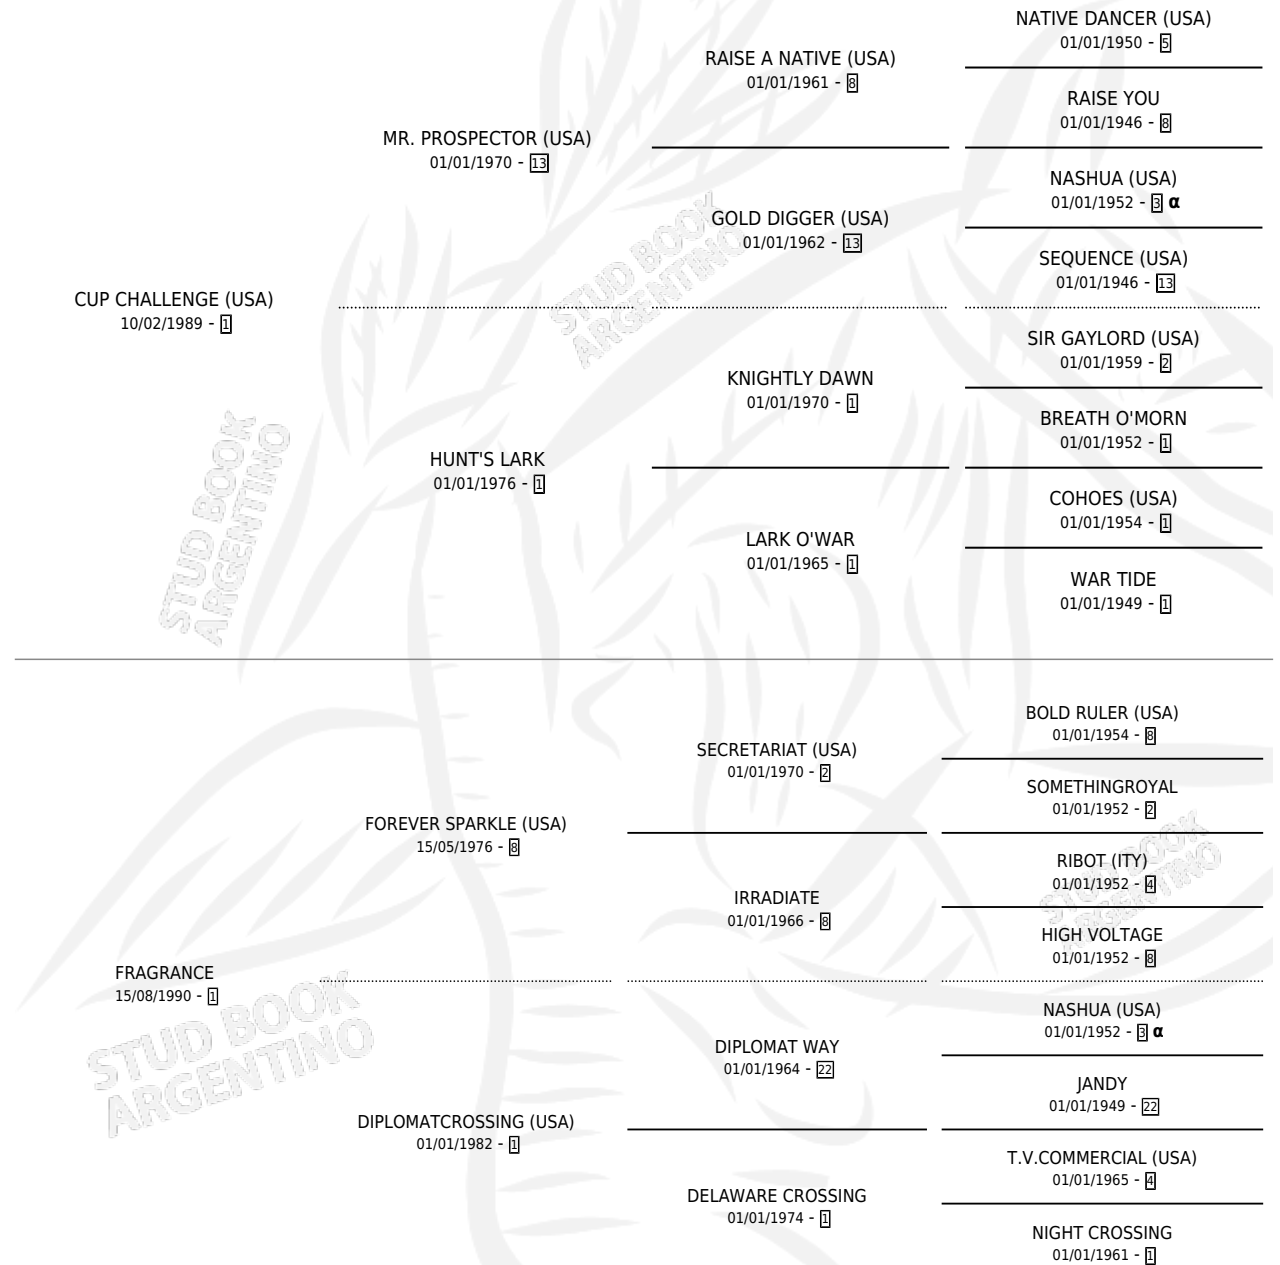 NATIVE DANCER (USA)
01/01/1950 - 5
RAISE A NATIVE (USA)
01/01/1961 - 8
RAISE YOU
01/01/1946 - 8
MR. PROSPECTOR (USA)
01/01/1970 - 13
NASHUA (USA)
01/01/1952 - 3 α
GOLD DIGGER (USA)
01/01/1962 - 13
SEQUENCE (USA)
01/01/1946 - 13
CUP CHALLENGE (USA)
10/02/1989 - 1
SIR GAYLORD (USA)
01/01/1959 - 2
KNIGHTLY DAWN
01/01/1970 - 1
BREATH O'MORN
01/01/1952 - 1
HUNT'S LARK
01/01/1976 - 1
COHOES (USA)
01/01/1954 - 1
LARK O'WAR
01/01/1965 - 1
WAR TIDE
01/01/1949 - 1
BOLD RULER (USA)
01/01/1954 - 8
SECRETARIAT (USA)
01/01/1970 - 2
SOMETHINGROYAL
01/01/1952 - 2
FOREVER SPARKLE (USA)
15/05/1976 - 8
RIBOT (ITY)
01/01/1952 - 4
IRRADIATE
01/01/1966 - 8
HIGH VOLTAGE
01/01/1952 - 8
FRAGRANCE
15/08/1990 - 1
NASHUA (USA)
01/01/1952 - 3 α
DIPLOMAT WAY
01/01/1964 - 22
JANDY
01/01/1949 - 22
DIPLOMATCROSSING (USA)
01/01/1982 - 1
T.V.COMMERCIAL (USA)
01/01/1965 - 4
DELAWARE CROSSING
01/01/1974 - 1
NIGHT CROSSING
01/01/1961 - 1
STUD BOOK
ARGENTINO
STUD BOOK
ARGENTINO
STUD BOOK
ARGENTINO
STUD BOOK
ARGENTINO